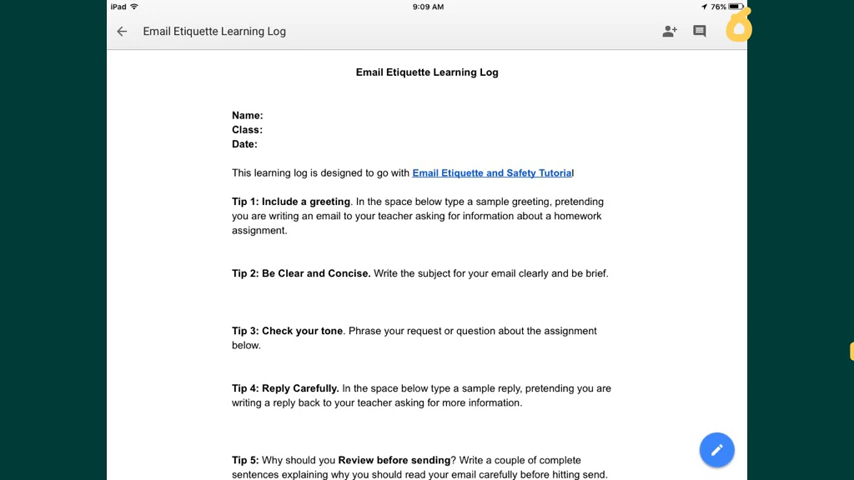 iPad 9:09 AM 76%
Email Etiquette Learning Log
Email Etiquette Learning Log
Name:
Class:
Date:
This learning log is designed to go with Email Etiquette and Safety Tutorial
Tip 1: Include a greeting. In the space below type a sample greeting, pretending
you are writing an email to your teacher asking for information about a homework
assignment.
Tip 2: Be Clear and Concise. Write the subject for your email clearly and be brief.
Tip 3: Check your tone. Phrase your request or question about the assignment
below.
Tip 4: Reply Carefully. In the space below type a sample reply, pretending you are
writing a reply back to your teacher asking for more information.
Tip 5: Why should you Review before sending? Write a couple of complete
sentences explaining why you should read your email carefully before hitting send.